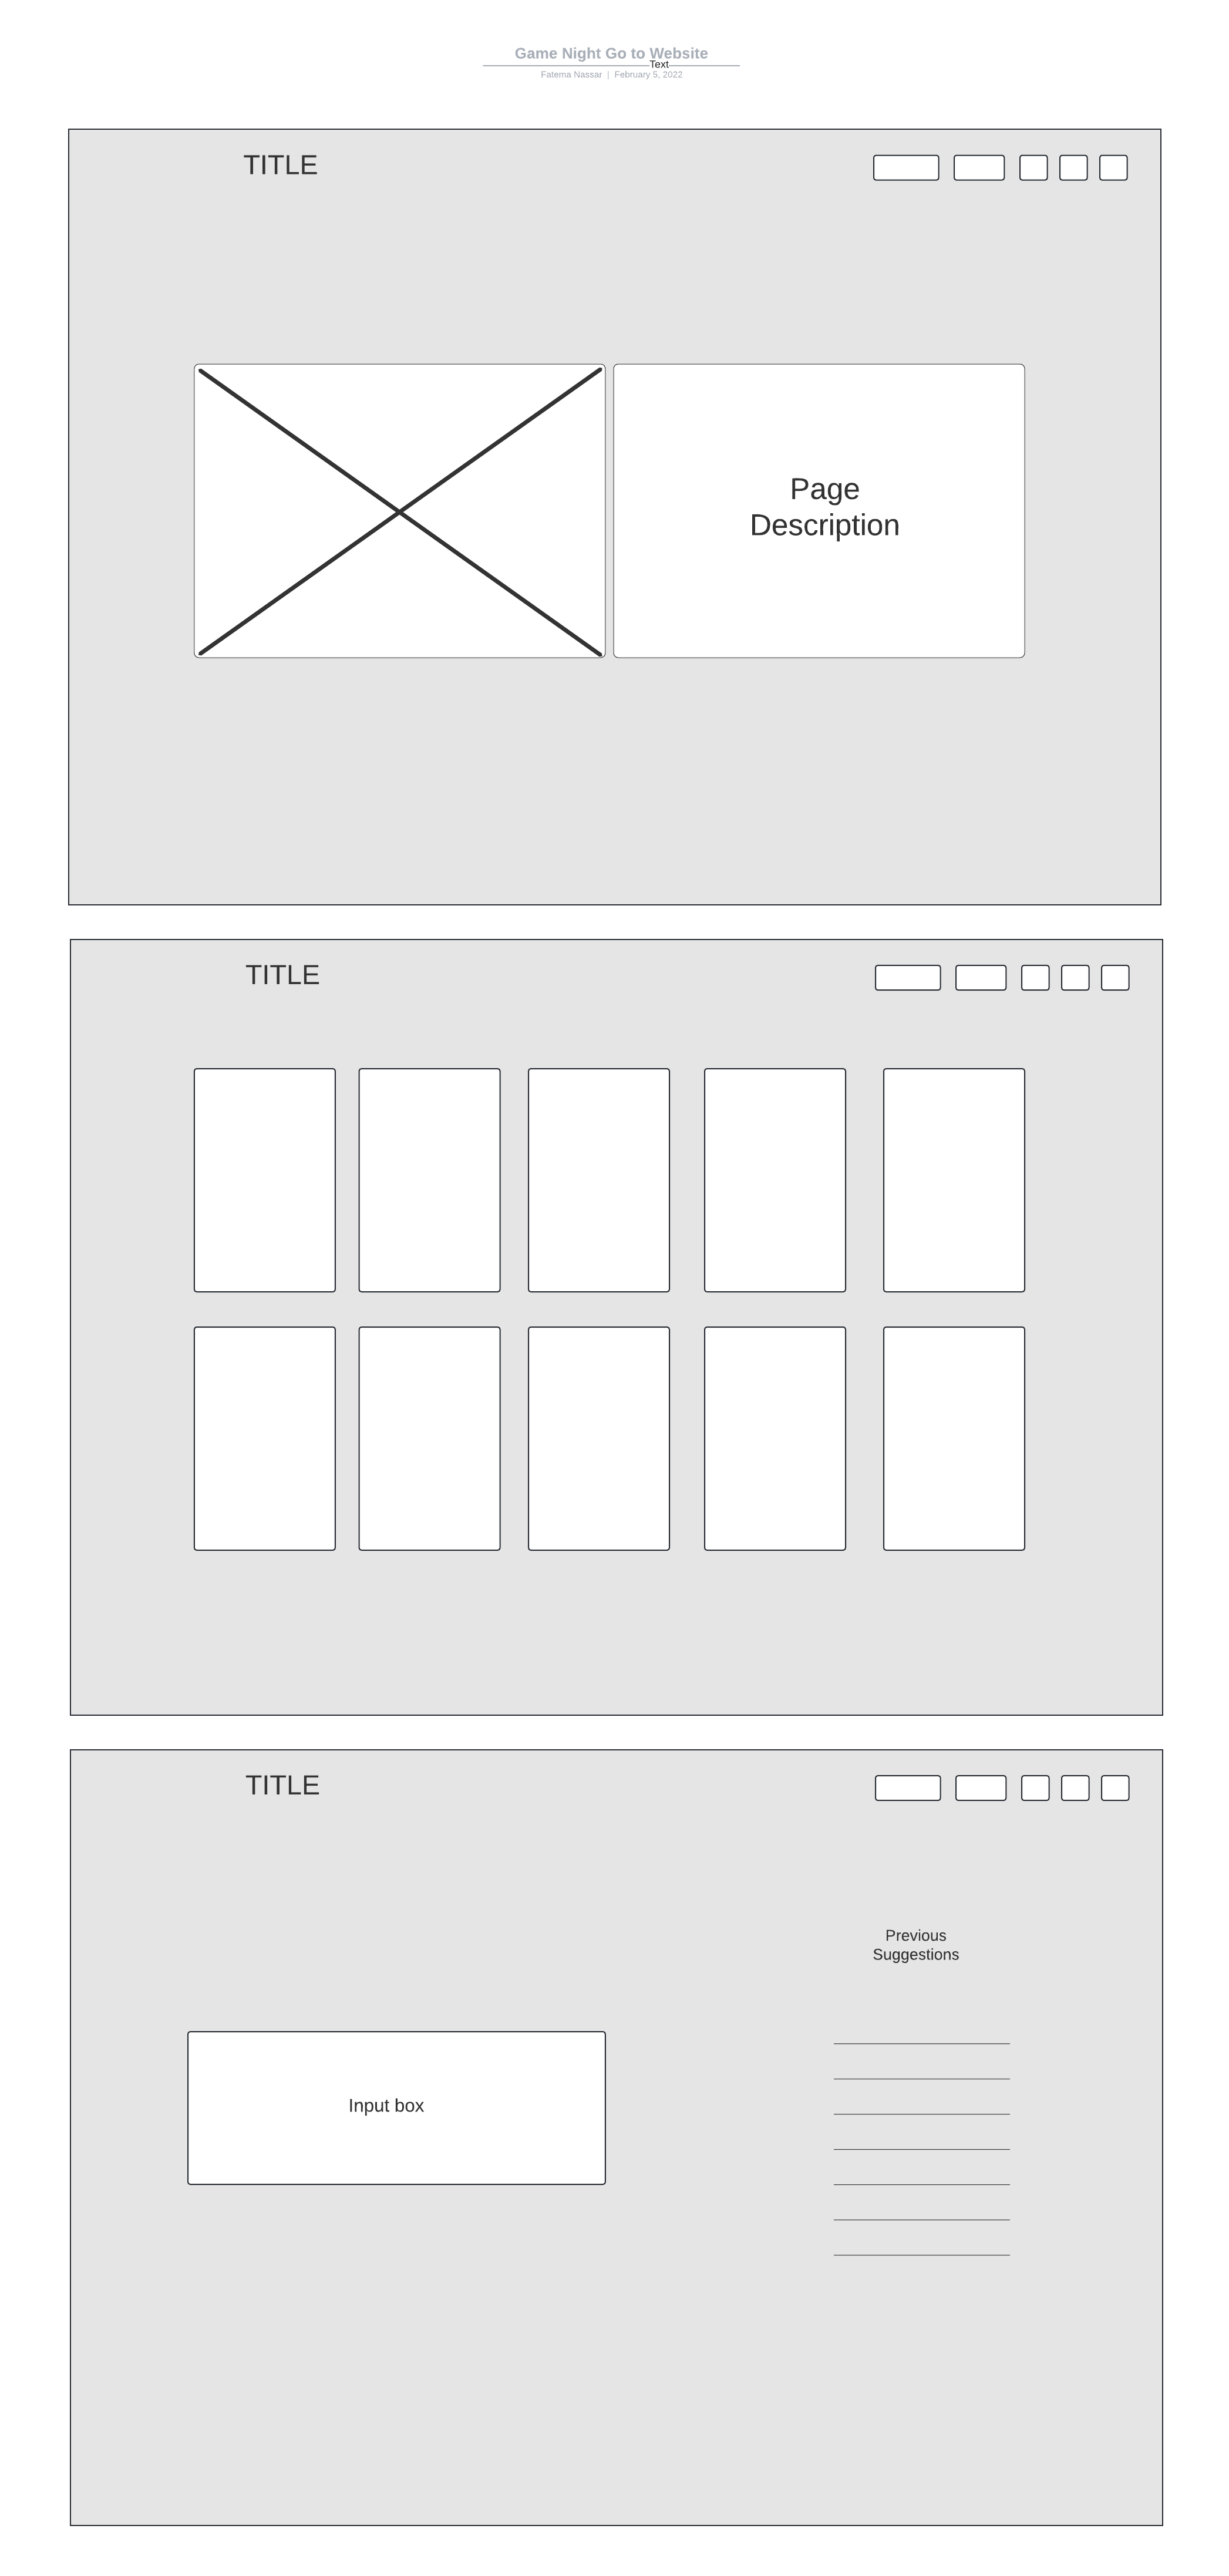 Game Night Go to Website
Text
Fatema Nassar | February 5, 2022
TITLE
Page
Description
TITLE
TITLE
Previous
Suggestions
Input box